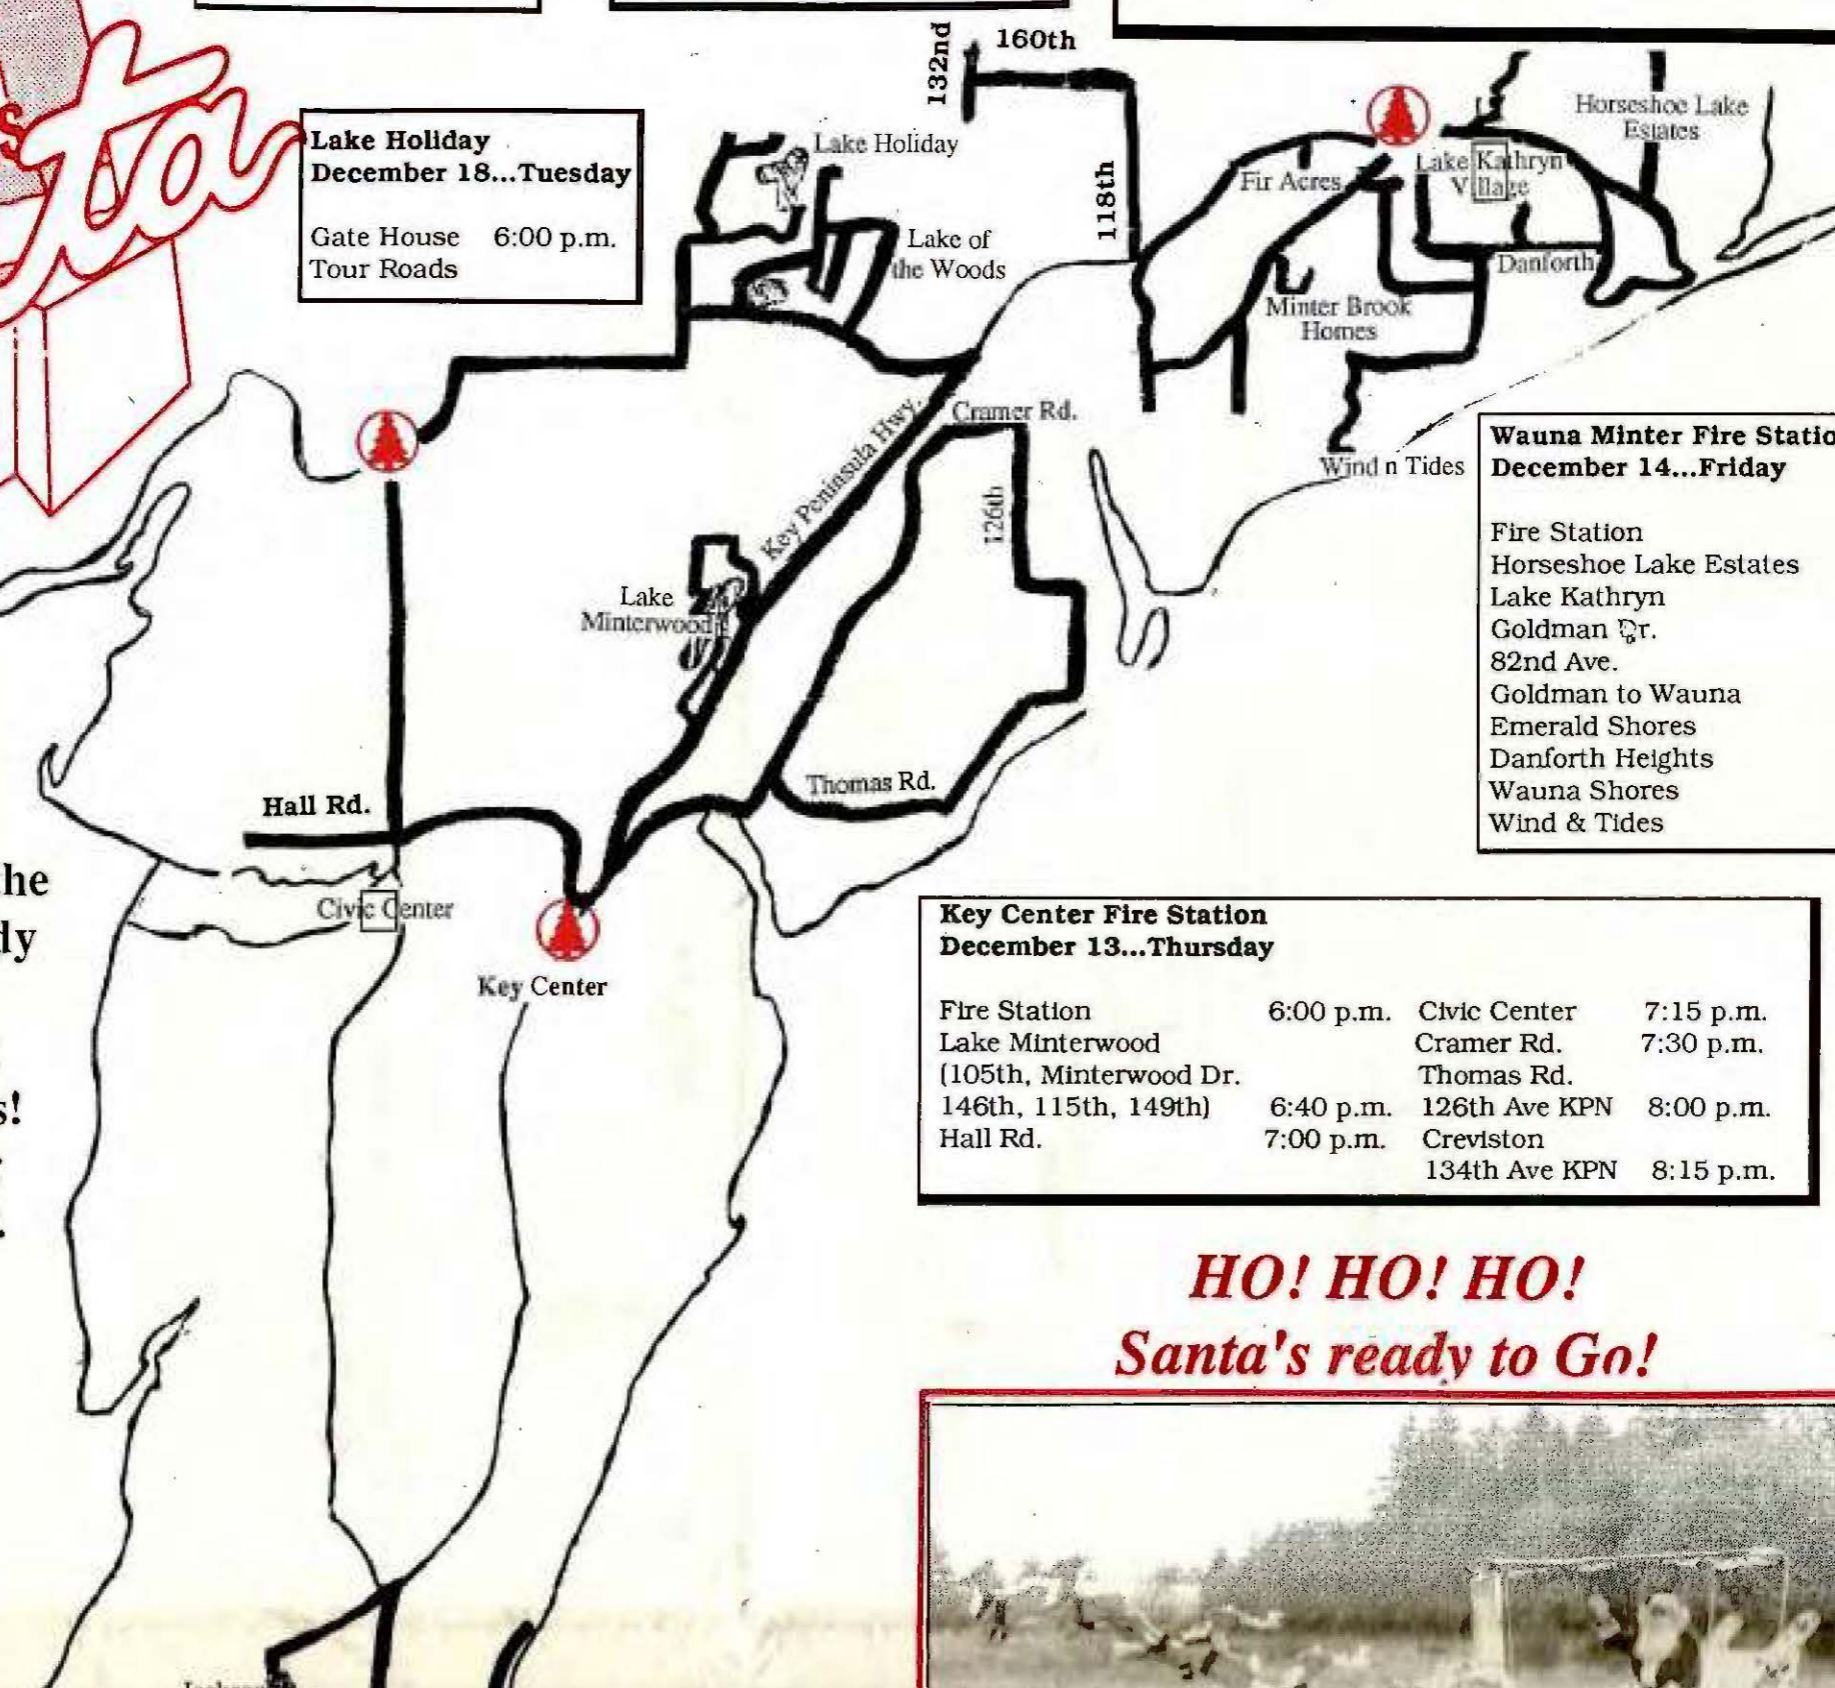 132nd
160th
118th
Lake Holiday
December 18...Tuesday
Gate House 6:00 p.m.
Tour Roads
Lake Holiday
Lake of
the Woods
Fir Acres
Lake Kathryn
Village
Horseshoe Lake
Estates
Danforth
Minter Brook
Homes
Wind n Tides
Cramer Rd.
Key Peninsula Hwy.
126th
Lake
Minterwood
Thomas Rd.
Hall Rd.
Civic Center
Key Center
Wauna Minter Fire Statio
December 14...Friday
Fire Station
Horseshoe Lake Estates
Lake Kathryn
Goldman Dr.
82nd Ave.
Goldman to Wauna
Emerald Shores
Danforth Heights
Wauna Shores
Wind & Tides
he
dy
s!
Key Center Fire Station
December 13...Thursday
Fire Station 6:00 p.m. Civic Center 7:15 p.m.
Lake Minterwood Cramer Rd. 7:30 p.m.
(105th, Minterwood Dr. Thomas Rd.
146th, 115th, 149th) 6:40 p.m. 126th Ave KPN 8:00 p.m.
Hall Rd. 7:00 p.m. Creviston
134th Ave KPN 8:15 p.m.
HO! HO! HO!
Santa's ready to Go!